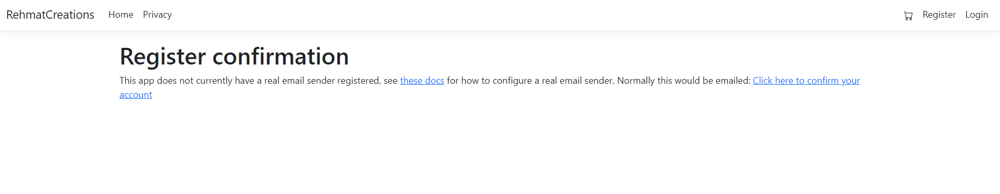 RehmatCreations Home Privacy Register Login
Register confirmation
This app does not currently have a real email sender registered, see these docs for how to configure a real email sender. Normally this would be emailed: Click here to confirm your
account